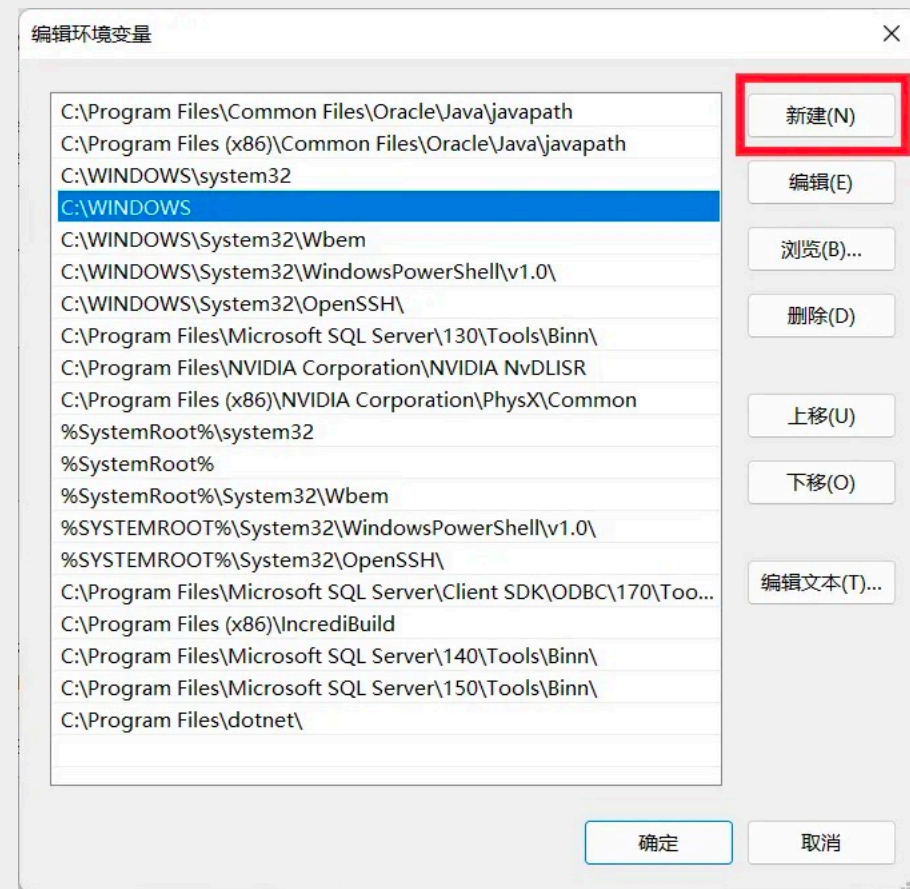 编辑环境变量
C:\Program Files\Common Files\Oracle\Java\javapath
C:\Program Files (x86)\Common Files\Oracle\Java\javapath
C:\WINDOWS\system32
C:\WINDOWS
C:\WINDOWS\System32\Wbem
C:\WINDOWS\System32\WindowsPowerShell\v1.0\
C:\WINDOWS\System32\OpenSSH\
C:\Program Files\Microsoft SQL Server\130\Tools\Binn\
C:\Program Files\NVIDIA Corporation\NVIDIA NvDLISR
C:\Program Files (x86)\NVIDIA Corporation\PhysX\Common
%SystemRoot%\system32
%SystemRoot%
%SystemRoot%\System32\Wbem
%SYSTEMROOT%\System32\WindowsPowerShell\v1.0\
%SYSTEMROOT%\System32\OpenSSH\
C:\Program Files\Microsoft SQL Server\Client SDK\ODBC\170\Too...
C:\Program Files (x86)\IncrediBuild
C:\Program Files\Microsoft SQL Server\140\Tools\Binn\
C:\Program Files\Microsoft SQL Server\150\Tools\Binn\
C:\Program Files\dotnet\
新建(N)
编辑(E)
浏览(B)...
删除(D)
上移(U)
下移(O)
编辑文本(T)...
确定
取消